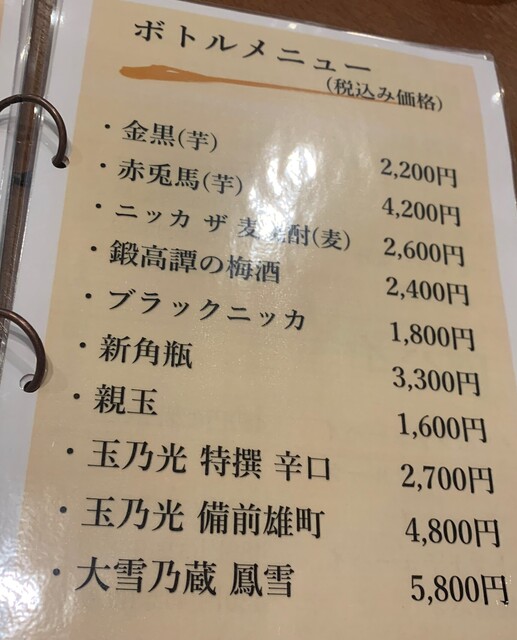 ボトルメニュー
(税込み価格)
・金黒(芋) 2,200円
・赤兎馬(芋) 4,200円
・ニッカ ザ 麦焼酎(麦) 2,600円
・鍛高譚の梅酒 2,400円
・ブラックニッカ 1,800円
・新角瓶 3,300円
・親玉 1,600円
・玉乃光 特撰 辛口 2,700円
・玉乃光 備前雄町 4,800円
・大雪乃蔵 鳳雪 5,800円